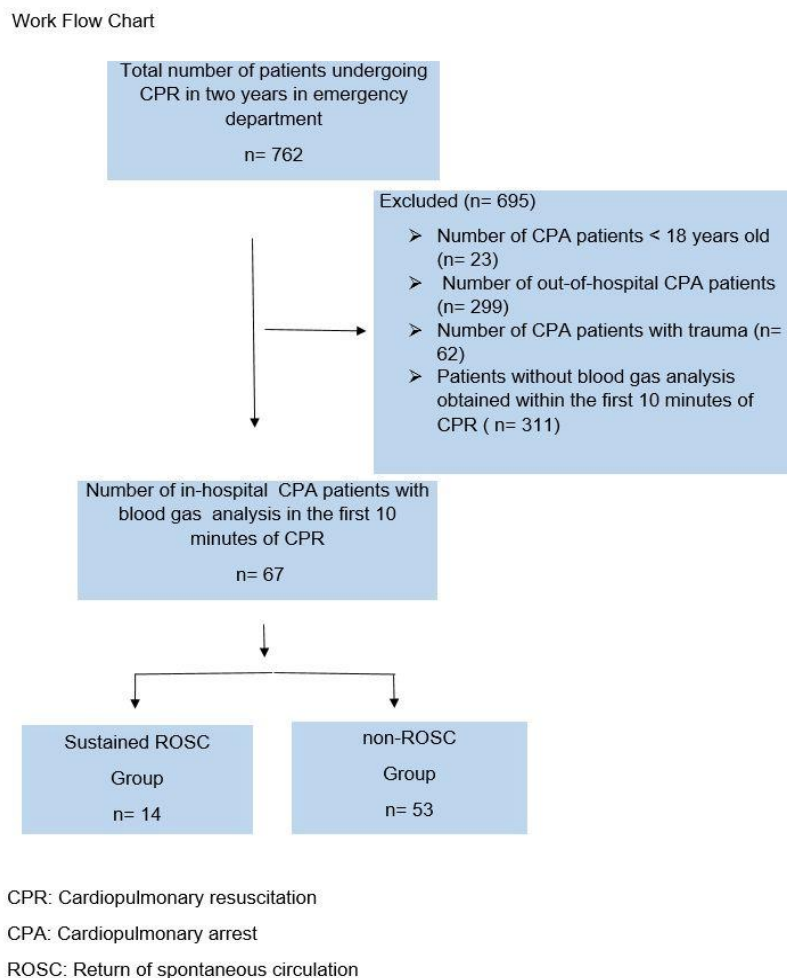 Work Flow Chart
Total number of patients undergoing
CPR in two years in emergency
department
n= 762
Excluded (n= 695)
➢ Number of CPA patients < 18 years old
(n= 23)
➢ Number of out-of-hospital CPA patients
(n= 299)
➢ Number of CPA patients with trauma (n=
62)
➢ Patients without blood gas analysis
obtained within the first 10 minutes of
CPR ( n= 311)
Number of in-hospital CPA patients with
blood gas analysis in the first 10
minutes of CPR
n= 67
Sustained ROSC
Group
n= 14
non-ROSC
Group
n= 53
CPR: Cardiopulmonary resuscitation
CPA: Cardiopulmonary arrest
ROSC: Return of spontaneous circulation